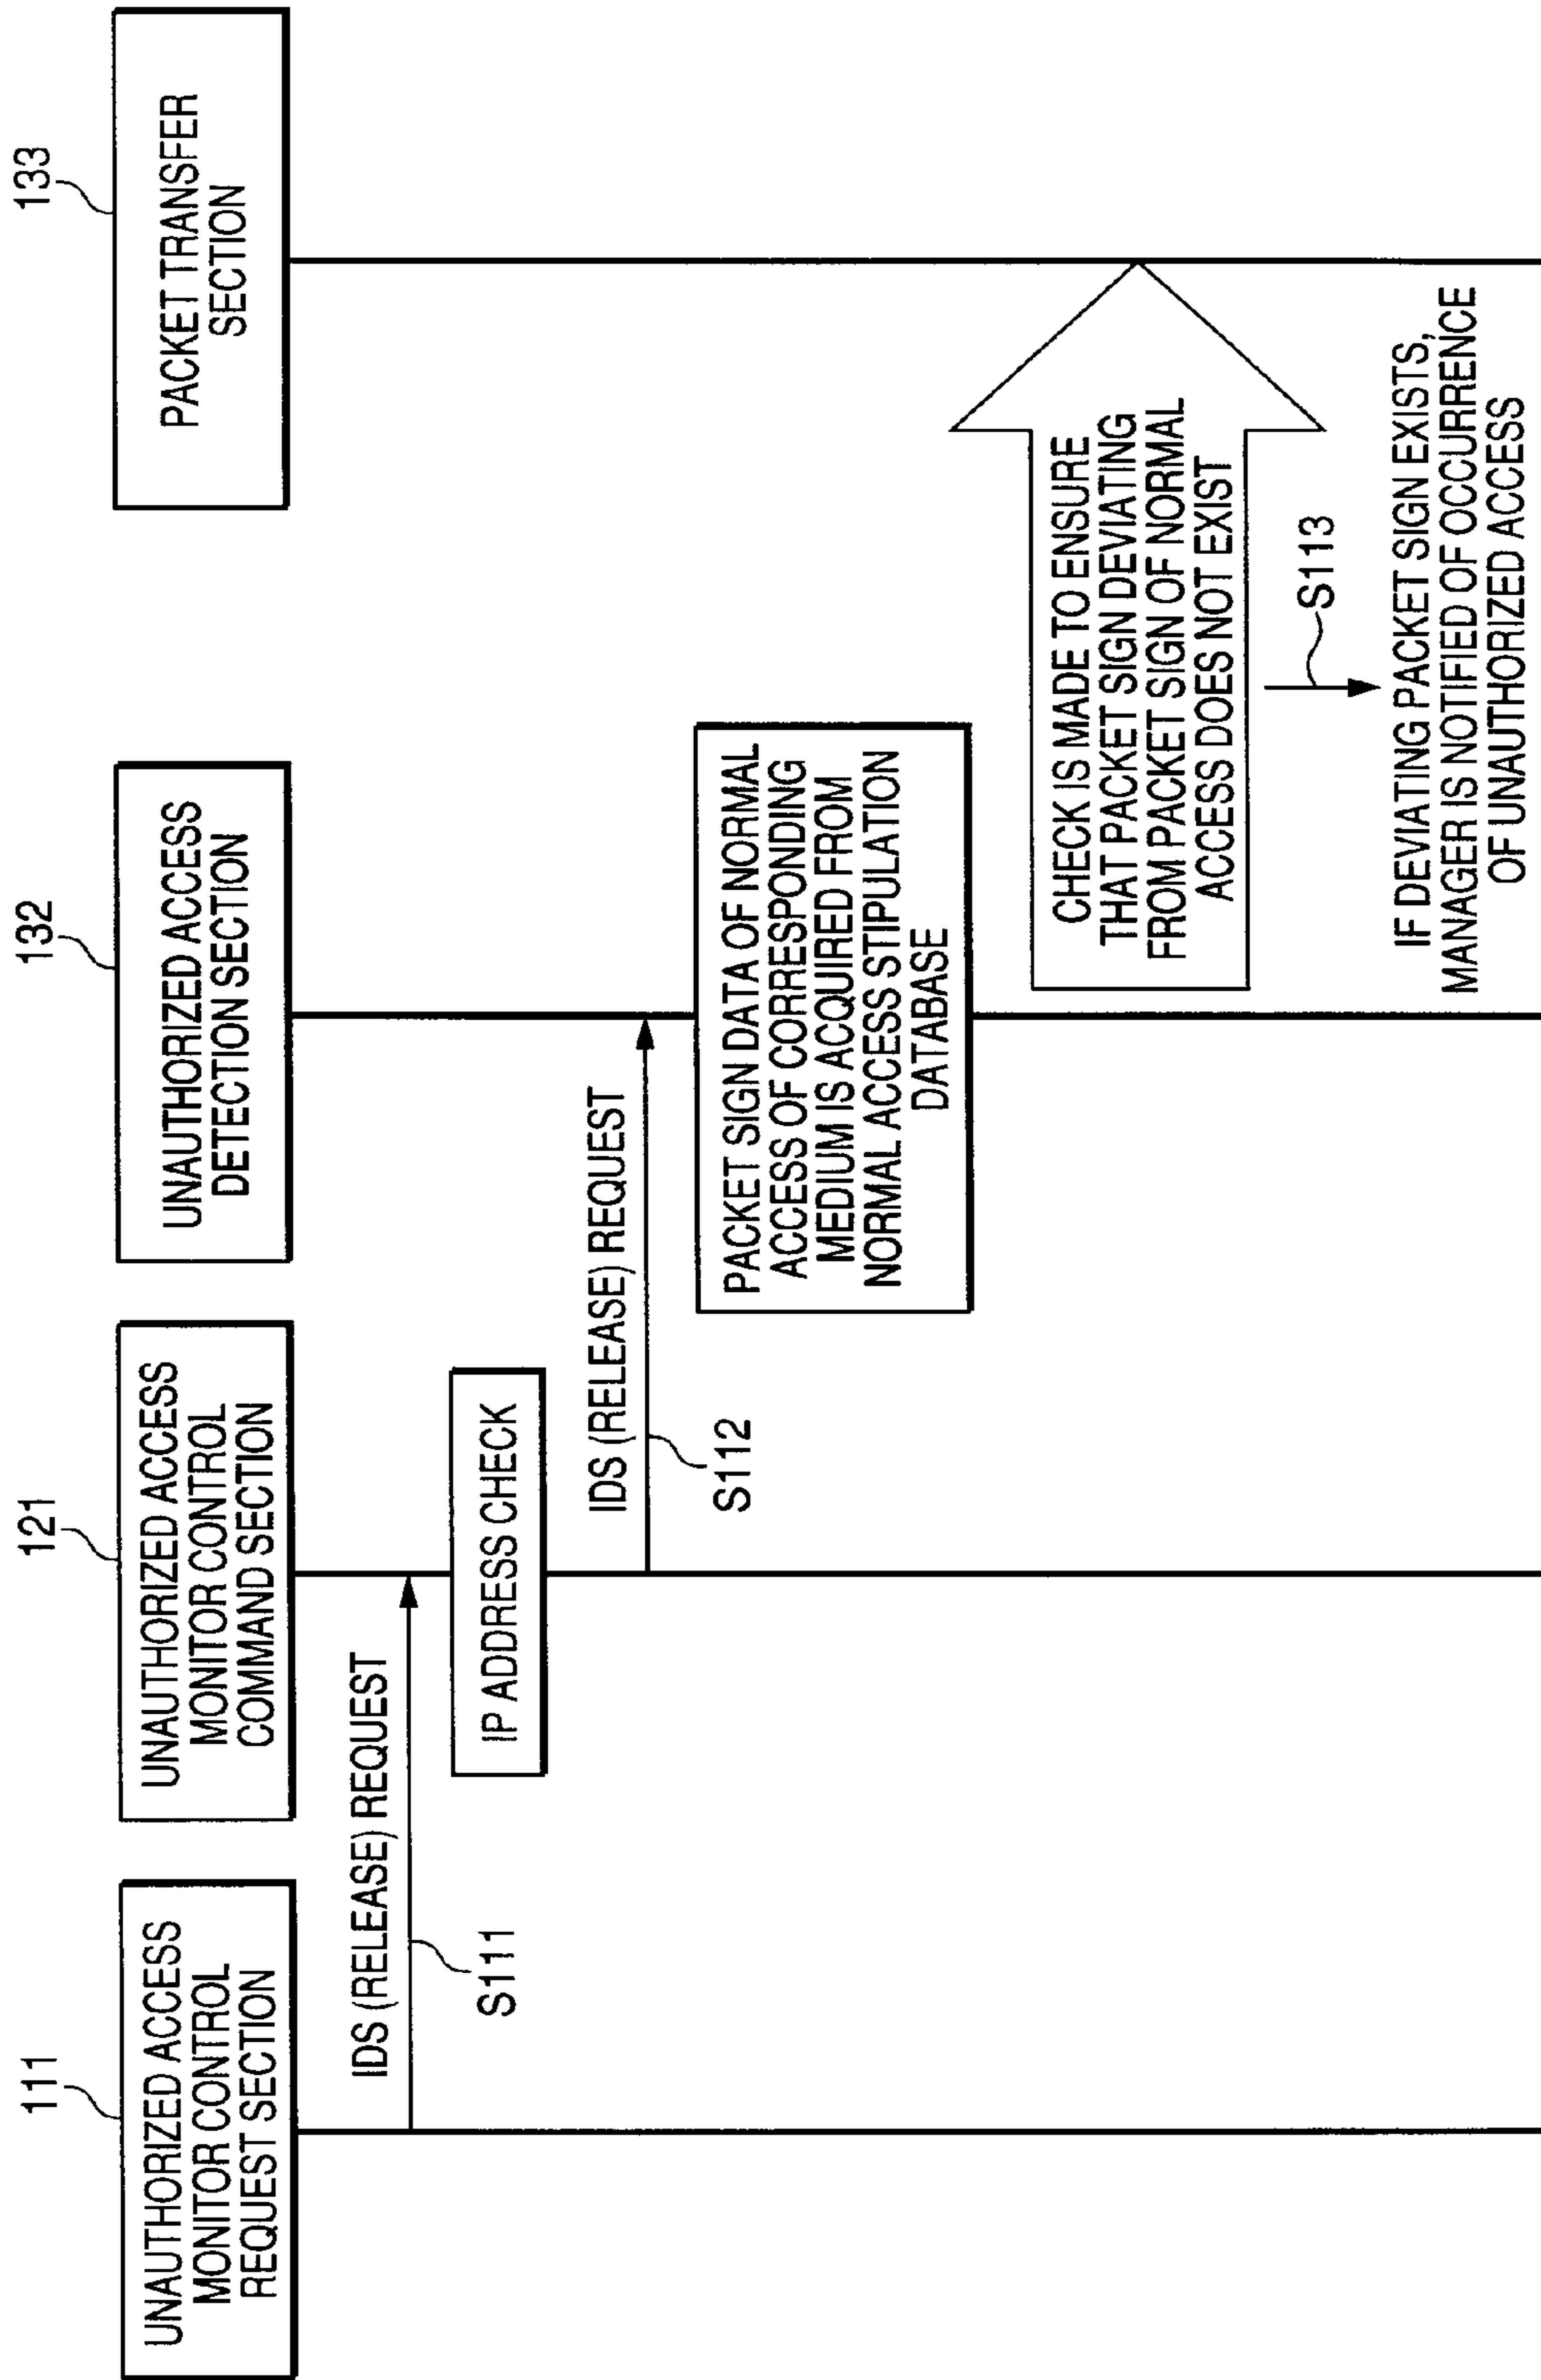 111
UNAUTHORIZED ACCESS
MONITOR CONTROL
REQUEST SECTION
121
UNAUTHORIZED ACCESS
MONITOR CONTROL
COMMAND SECTION
132
UNAUTHORIZED ACCESS
DETECTION SECTION
133
PACKET TRANSFER
SECTION
IDS (RELEASE) REQUEST
S111
IP ADDRESS CHECK
IDS (RELEASE) REQUEST
S112
PACKET SIGN DATA OF NORMAL
ACCESS OF CORRESPONDING
MEDIUM IS ACQUIRED FROM
NORMAL ACCESS STIPULATION
DATABASE
CHECK IS MADE TO ENSURE
THAT PACKET SIGN DEVIATING
FROM PACKET SIGN OF NORMAL
ACCESS DOES NOT EXIST
S113
IF DEVIATING PACKET SIGN EXISTS,
MANAGER IS NOTIFIED OF OCCURRENCE
OF UNAUTHORIZED ACCESS